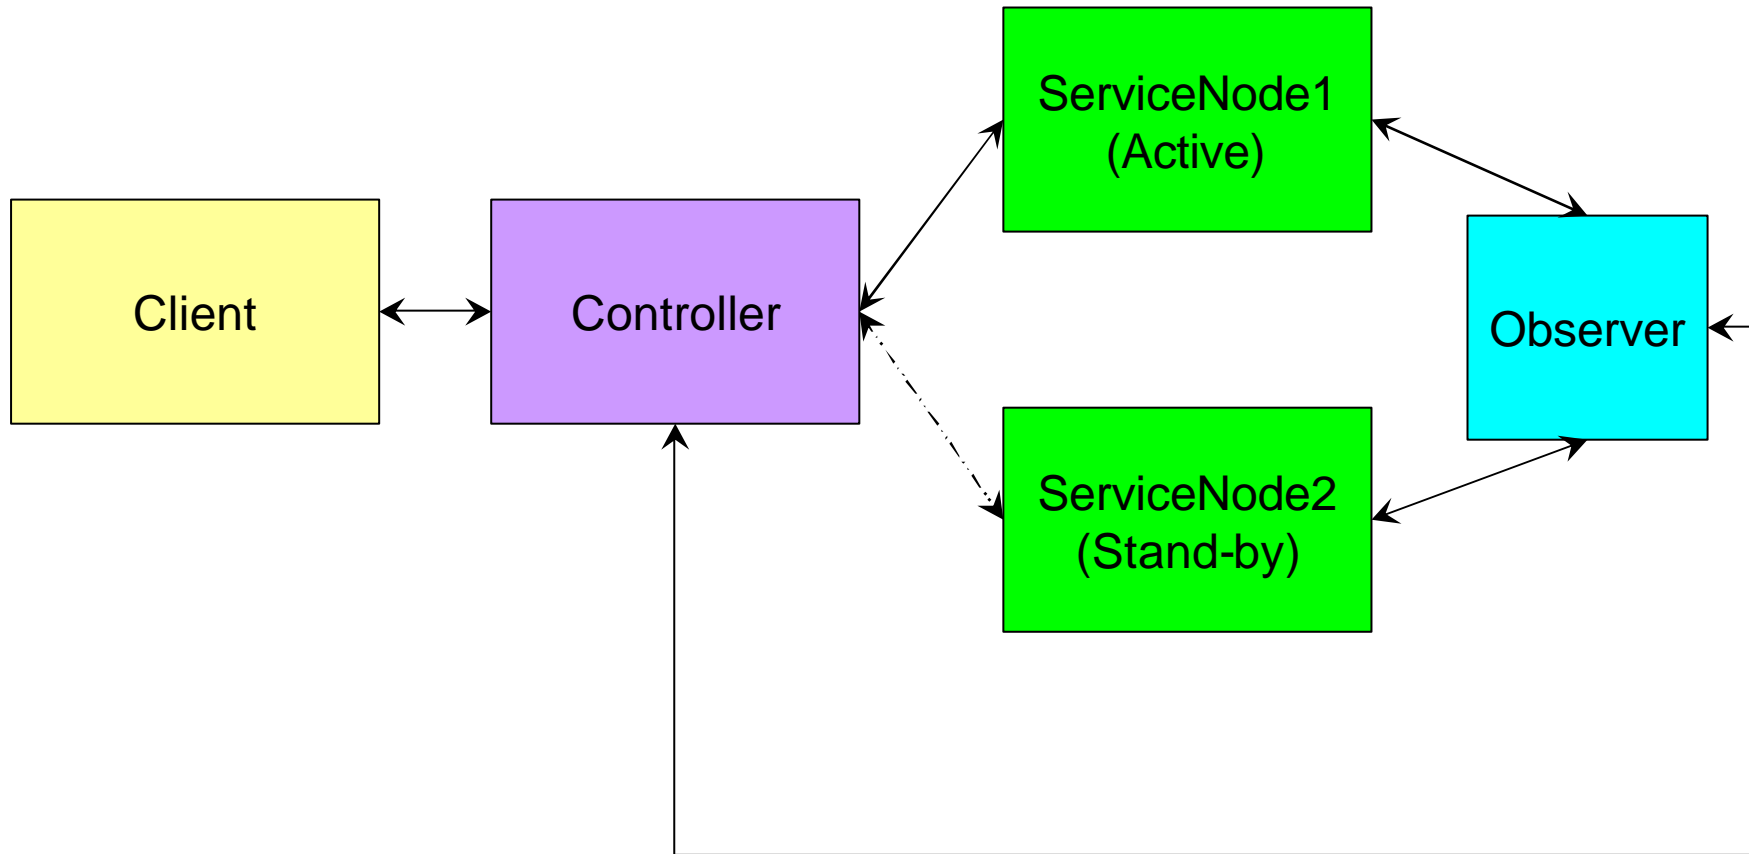 Client
Controller
ServiceNode1
(Active)
ServiceNode2
(Stand-by)
Observer